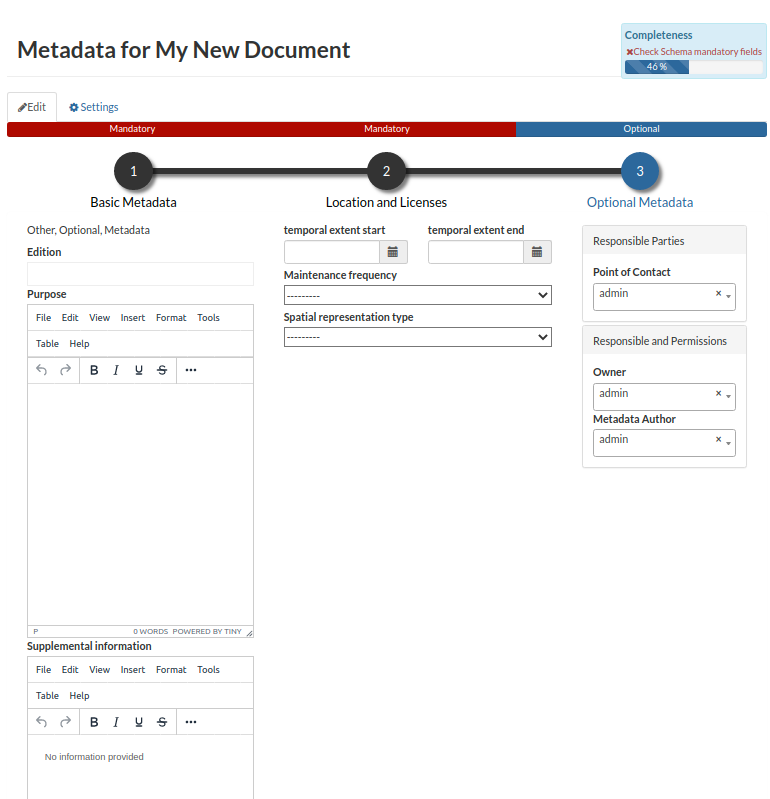 Metadata for My New Document
Completeness
✖Check Schema mandatory fields
46 %
Edit
Settings
Mandatory
Mandatory
Optional
1
2
3
Basic Metadata
Location and Licenses
Optional Metadata
Other, Optional, Metadata
Edition
Purpose
File Edit View Insert Format Tools
Table Help
B I U S ...
P
0 WORDS POWERED BY TINY
Supplemental information
File Edit View Insert Format Tools
Table Help
B I U S ...
No information provided
temporal extent start
temporal extent end
Maintenance frequency
---------
Spatial representation type
---------
Responsible Parties
Point of Contact
admin ×
Responsible and Permissions
Owner
admin ×
Metadata Author
admin ×